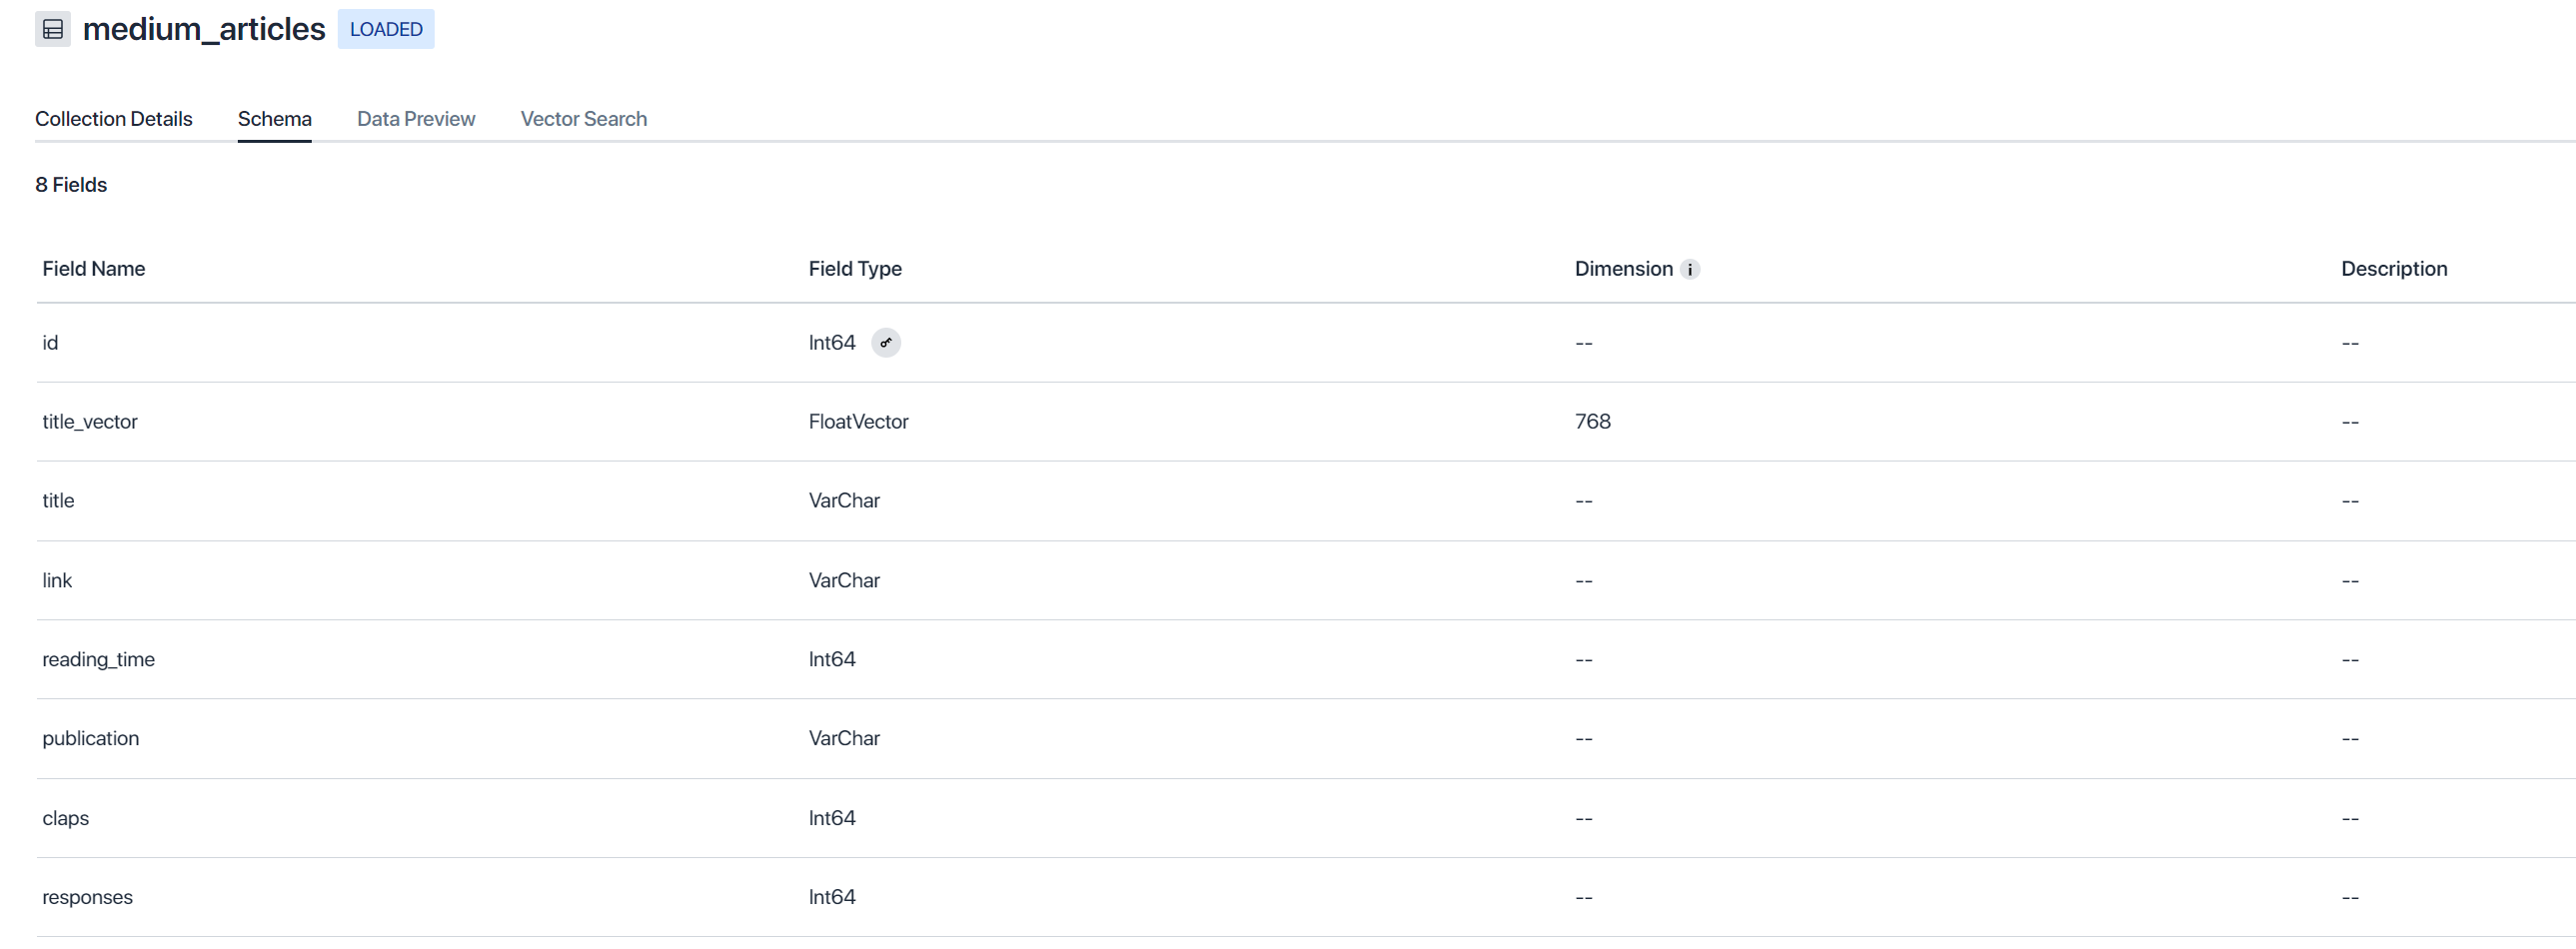 medium_articles LOADED
Collection Details Schema Data Preview Vector Search
8 Fields
Field Name Field Type Dimension i Description
id Int64 -- --
title_vector FloatVector 768 --
title VarChar -- --
link VarChar -- --
reading_time Int64 -- --
publication VarChar -- --
claps Int64 -- --
responses Int64 -- --